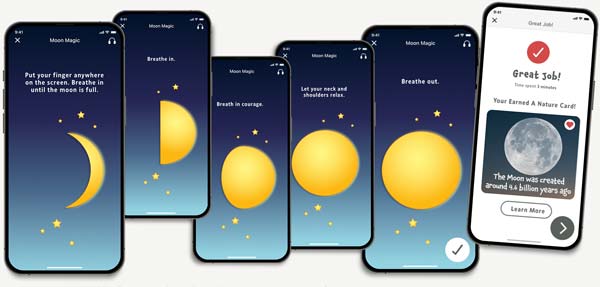 9:41
Moon Magic
Put your finger anywhere
on the screen. Breathe in
until the moon is full.
9:41
Moon Magic
Breathe in.
9:41
Moon Magic
Breath in courage.
9:41
Moon Magic
Let your neck and
shoulders relax.
9:41
Moon Magic
Breathe out.
9:41
Great Job!
Great Job!
Time spent 3 minutes
Your Earned A Nature Card!
The Moon was created
around 4.6 billion years ago
Learn More